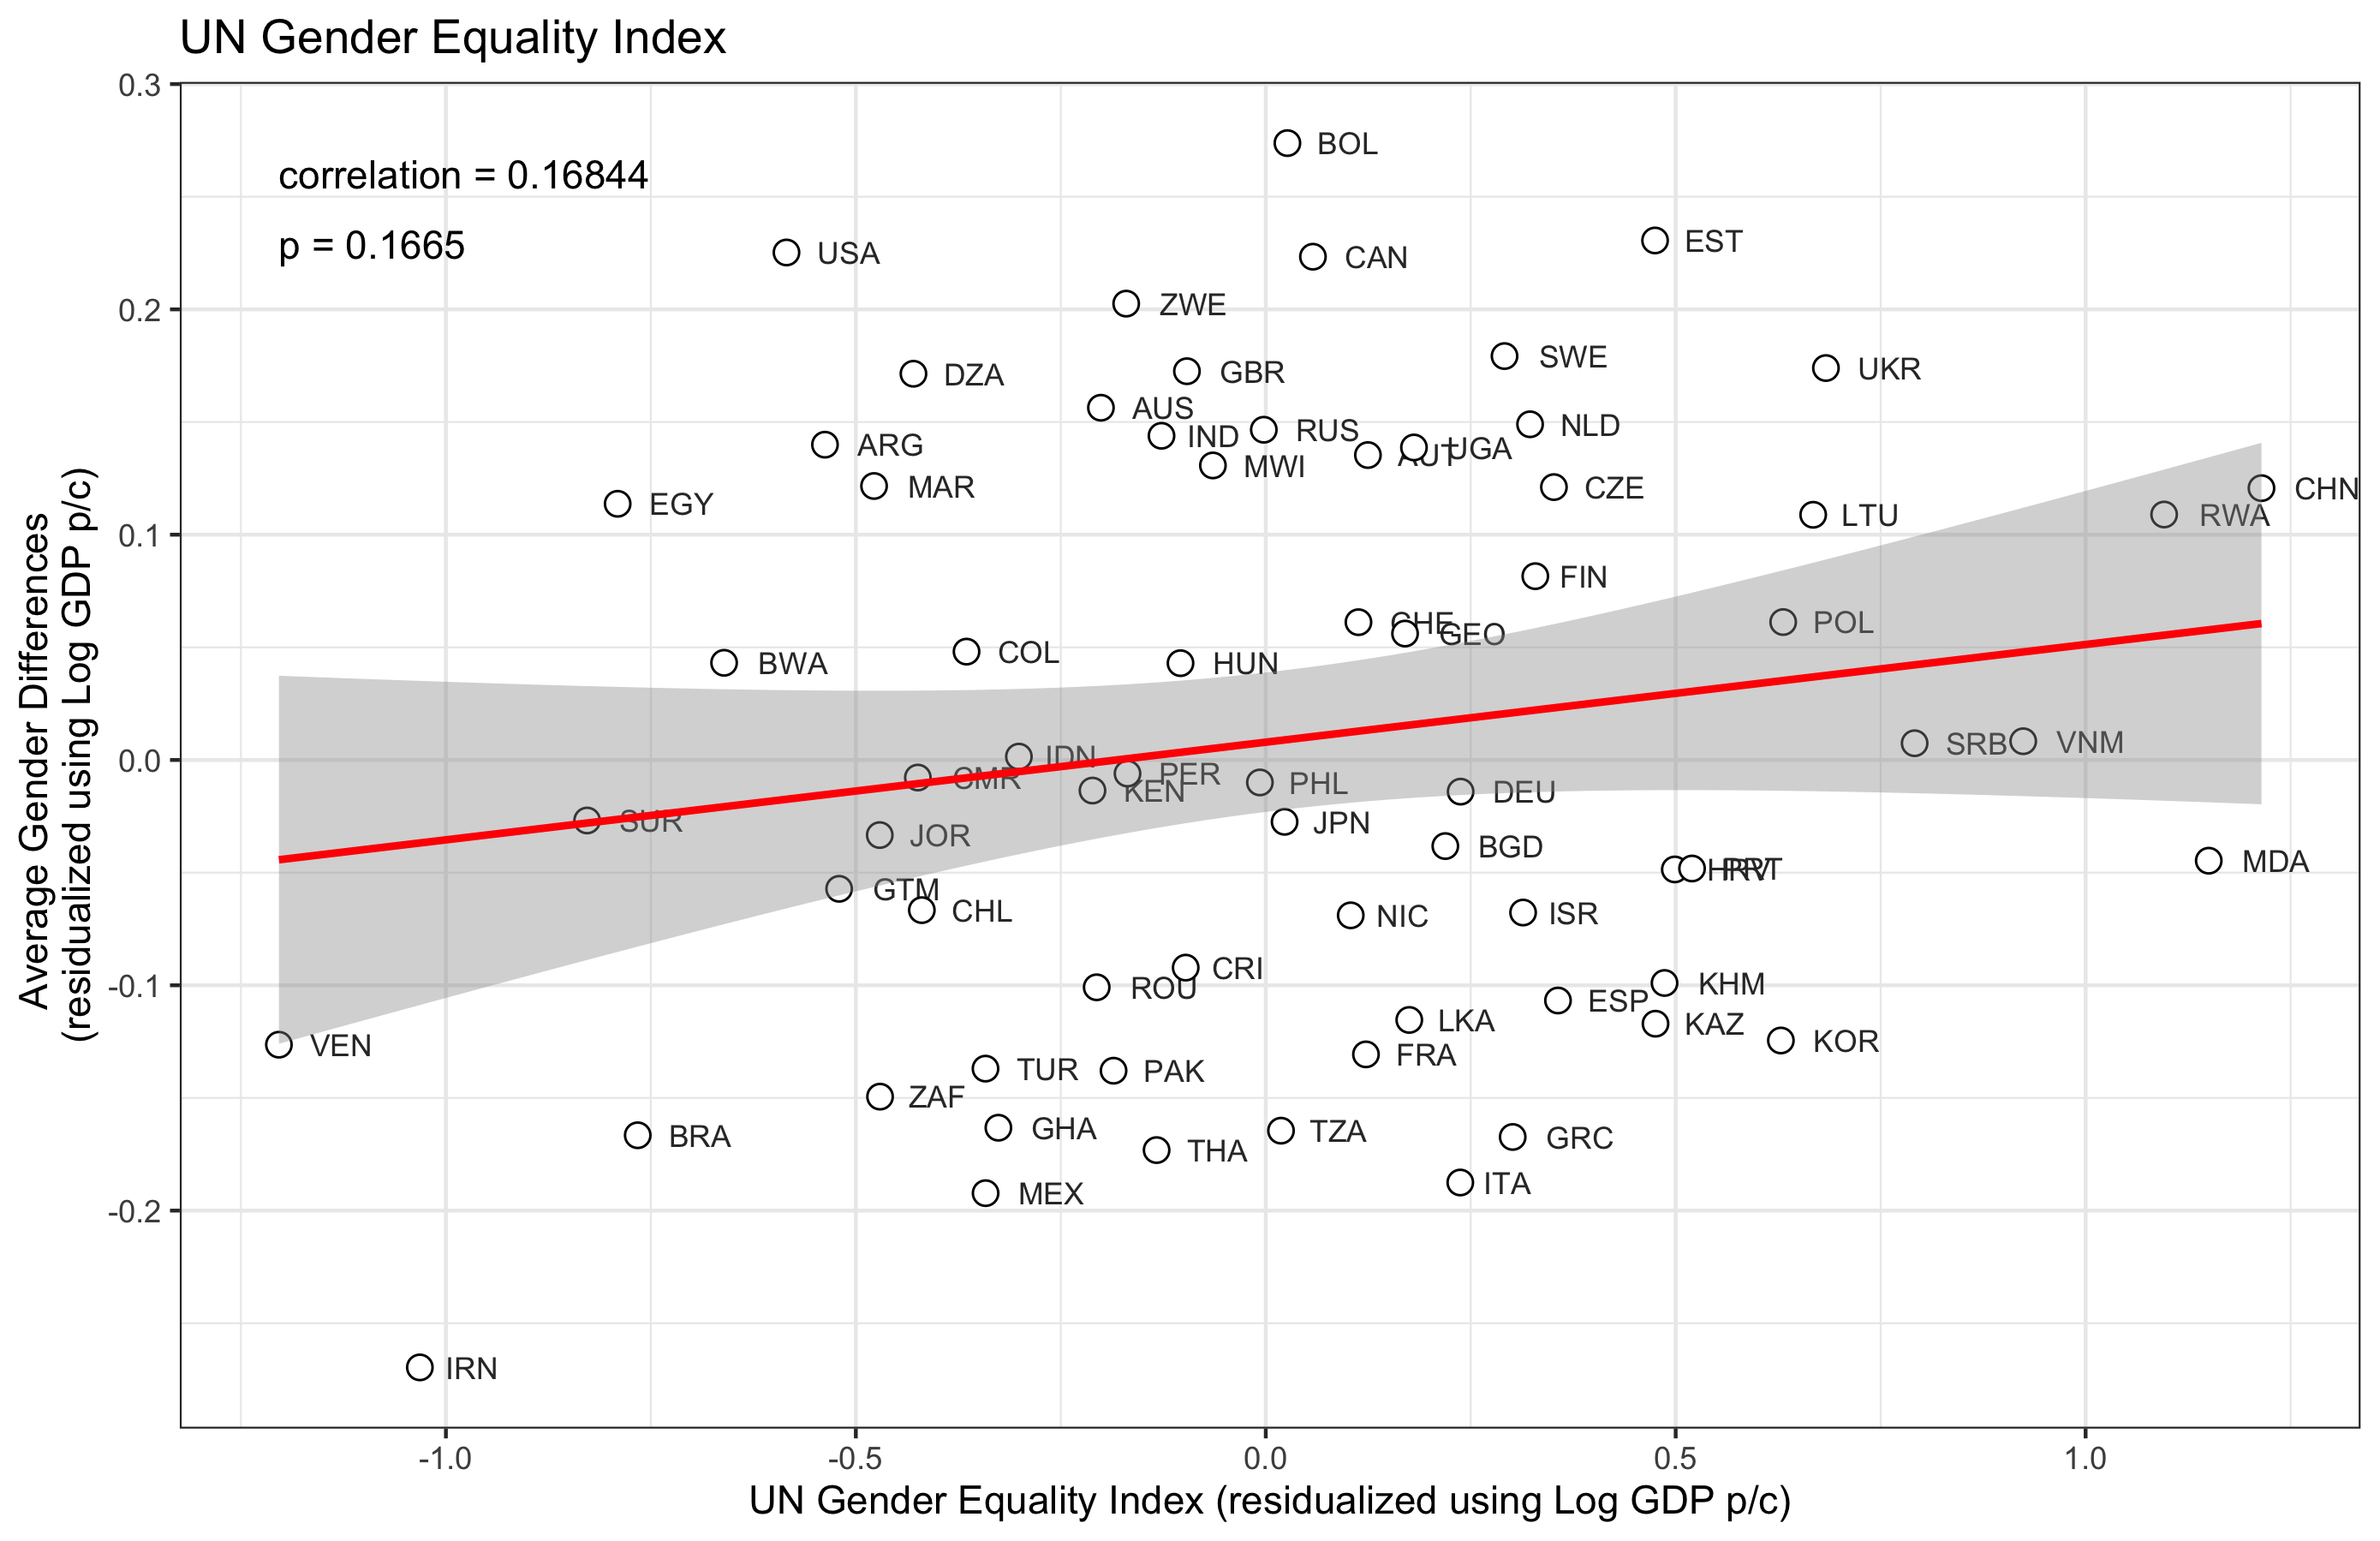 UN Gender Equality Index
0.3
BOL
correlation = 0.16844
p = 0.1665
USA
CAN
EST
0.2
ZWE
DZA
GBR
SWE
UKR
AUS
IND
RUS
NLD
ARG
MWI
AUT
UGA
MAR
CZE
CHN
EGY
LTU
RWA
0.1
FIN
CHE
GEO
POL
BWA
COL
HUN
0.0
IDN
CMR
PER
KEN
PHL
DEU
SRB
VNM
SUR
JOR
JPN
BGD
HRV
PRT
MDA
GTM
CHL
NIC
ISR
-0.1
ROU
CRI
ESP
KHM
VEN
LKA
KAZ
FRA
KOR
TUR
PAK
ZAF
BRA
GHA
THA
TZA
GRC
-0.2
MEX
ITA
IRN
-1.0
-0.5
0.0
0.5
1.0
UN Gender Equality Index (residualized using Log GDP p/c)
Average Gender Differences
(residualized using Log GDP p/c)